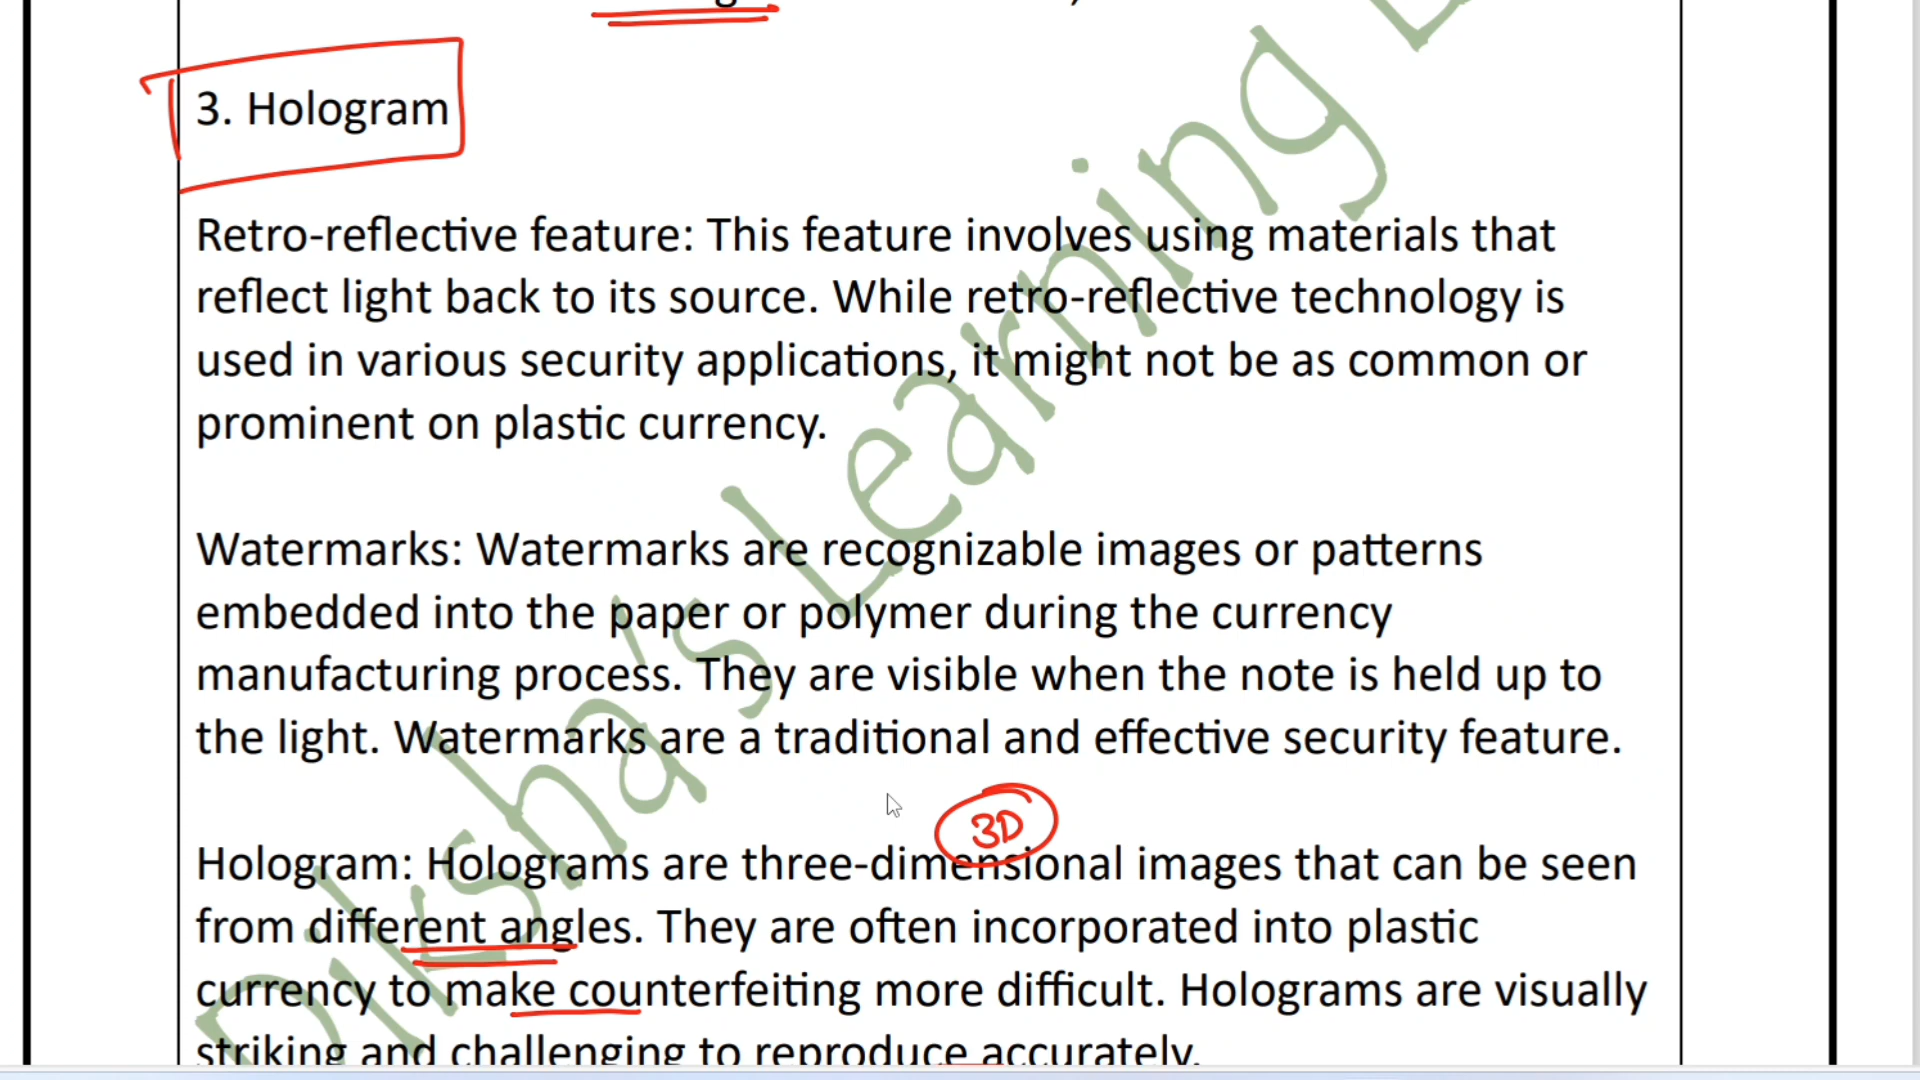 3. Hologram
Retro-reflective feature: This feature involves using materials that
reflect light back to its source. While retro-reflective technology is
used in various security applications, it might not be as common or
prominent on plastic currency.
Watermarks: Watermarks are recognizable images or patterns
embedded into the paper or polymer during the currency
manufacturing process. They are visible when the note is held up to
the light. Watermarks are a traditional and effective security feature.
3D
Hologram: Holograms are three-dimensional images that can be seen
from different angles. They are often incorporated into plastic
currency to make counterfeiting more difficult. Holograms are visually
striking and challenging to reproduce accurately.
Diksha's Learning